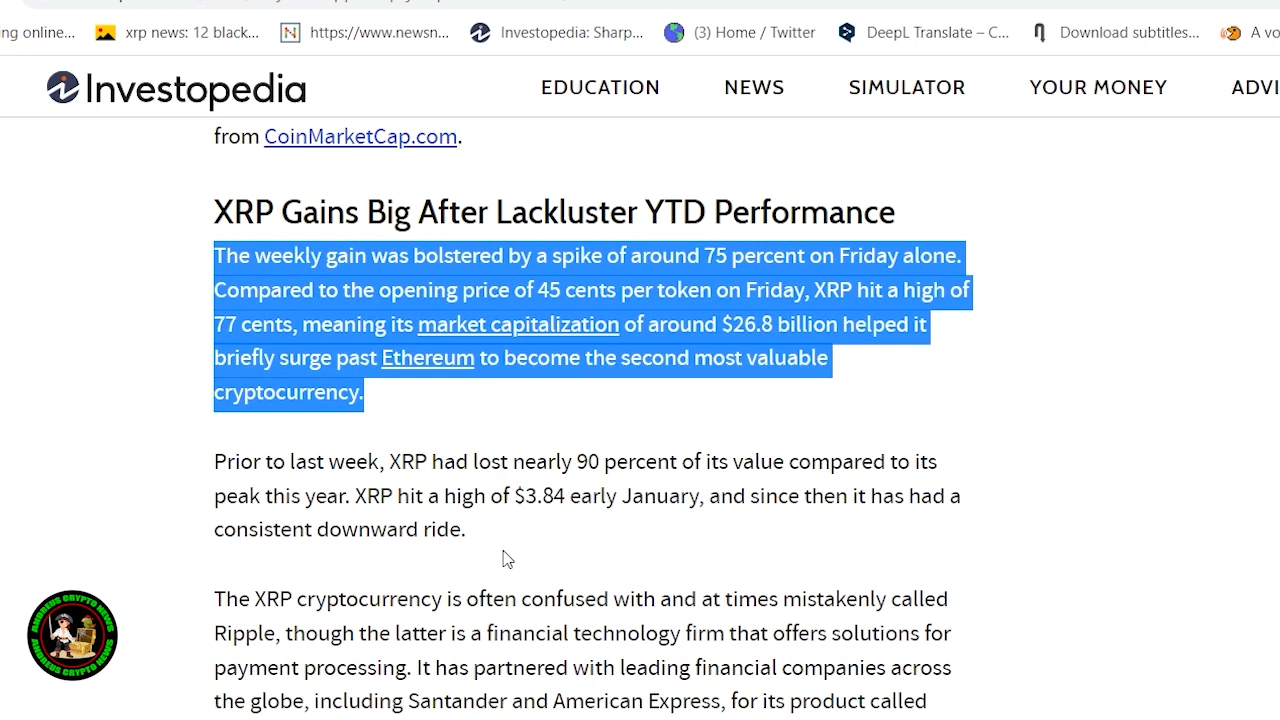 ing online...
xrp news: 12 black...
https://www.newsn...
Investopedia: Sharp...
(3) Home / Twitter
DeepL Translate – C...
Download subtitles...
A vo
Investopedia
EDUCATION
NEWS
SIMULATOR
YOUR MONEY
ADVI
from CoinMarketCap.com.
XRP Gains Big After Lackluster YTD Performance
The weekly gain was bolstered by a spike of around 75 percent on Friday alone.
Compared to the opening price of 45 cents per token on Friday, XRP hit a high of
77 cents, meaning its market capitalization of around $26.8 billion helped it
briefly surge past Ethereum to become the second most valuable
cryptocurrency.
Prior to last week, XRP had lost nearly 90 percent of its value compared to its
peak this year. XRP hit a high of $3.84 early January, and since then it has had a
consistent downward ride.
The XRP cryptocurrency is often confused with and at times mistakenly called
Ripple, though the latter is a financial technology firm that offers solutions for
payment processing. It has partnered with leading financial companies across
the globe, including Santander and American Express, for its product called
ANDREUS CRYPTO NEWS
ANDREUS CRYPTO NEWS